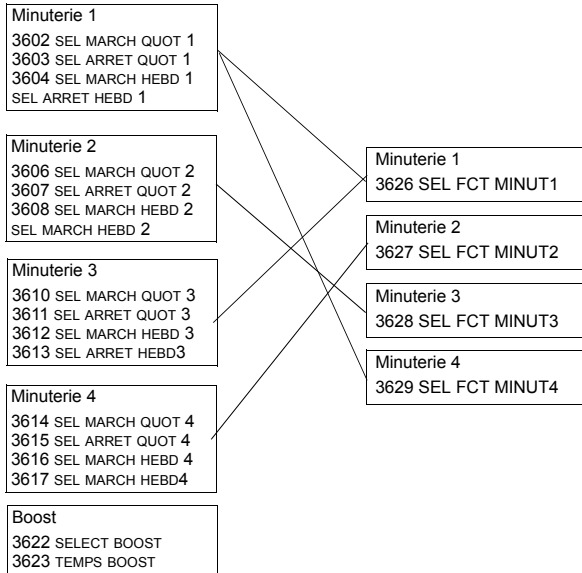 Minuterie 1
3602 SEL MARCH QUOT 1
3603 SEL ARRET QUOT 1
3604 SEL MARCH HEBD 1
SEL ARRET HEBD 1
Minuterie 2
3606 SEL MARCH QUOT 2
3607 SEL ARRET QUOT 2
3608 SEL MARCH HEBD 2
SEL MARCH HEBD 2
Minuterie 3
3610 SEL MARCH QUOT 3
3611 SEL ARRET QUOT 3
3612 SEL MARCH HEBD 3
3613 SEL ARRET HEBD3
Minuterie 4
3614 SEL MARCH QUOT 4
3615 SEL ARRET QUOT 4
3616 SEL MARCH HEBD 4
3617 SEL MARCH HEBD4
Boost
3622 SELECT BOOST
3623 TEMPS BOOST
Minuterie 1
3626 SEL FCT MINUT1
Minuterie 2
3627 SEL FCT MINUT2
Minuterie 3
3628 SEL FCT MINUT3
Minuterie 4
3629 SEL FCT MINUT4